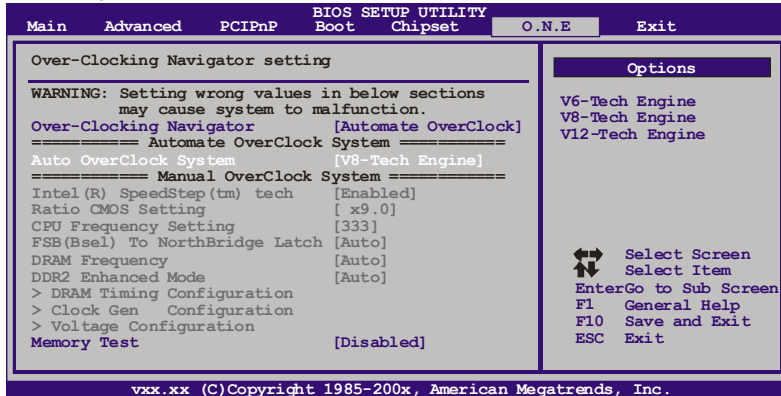 BIOS SETUP UTILITY
Main Advanced PCIPnP Boot Chipset O.N.E Exit
Over-Clocking Navigator setting
WARNING: Setting wrong values in below sections
may cause system to malfunction.
Over-Clocking Navigator [Automate OverClock]
=========== Automate OverClock System ===========
Auto OverClock System [V8-Tech Engine]
============ Manual OverClock System ============
Intel(R) SpeedStep(tm) tech [Enabled]
Ratio CMOS Setting [ x9.0]
CPU Frequency Setting [333]
FSB(Bsel) To NorthBridge Latch [Auto]
DRAM Frequency [Auto]
DDR2 Enhanced Mode [Auto]
> DRAM Timing Configuration
> Clock Gen Configuration
> Voltage Configuration
Memory Test [Disabled]
Options
V6-Tech Engine
V8-Tech Engine
V12-Tech Engine
Select Screen
Select Item
Enter Go to Sub Screen
F1 General Help
F10 Save and Exit
ESC Exit
vxx.xx (C)Copyright 1985-200x, American Megatrends, Inc.